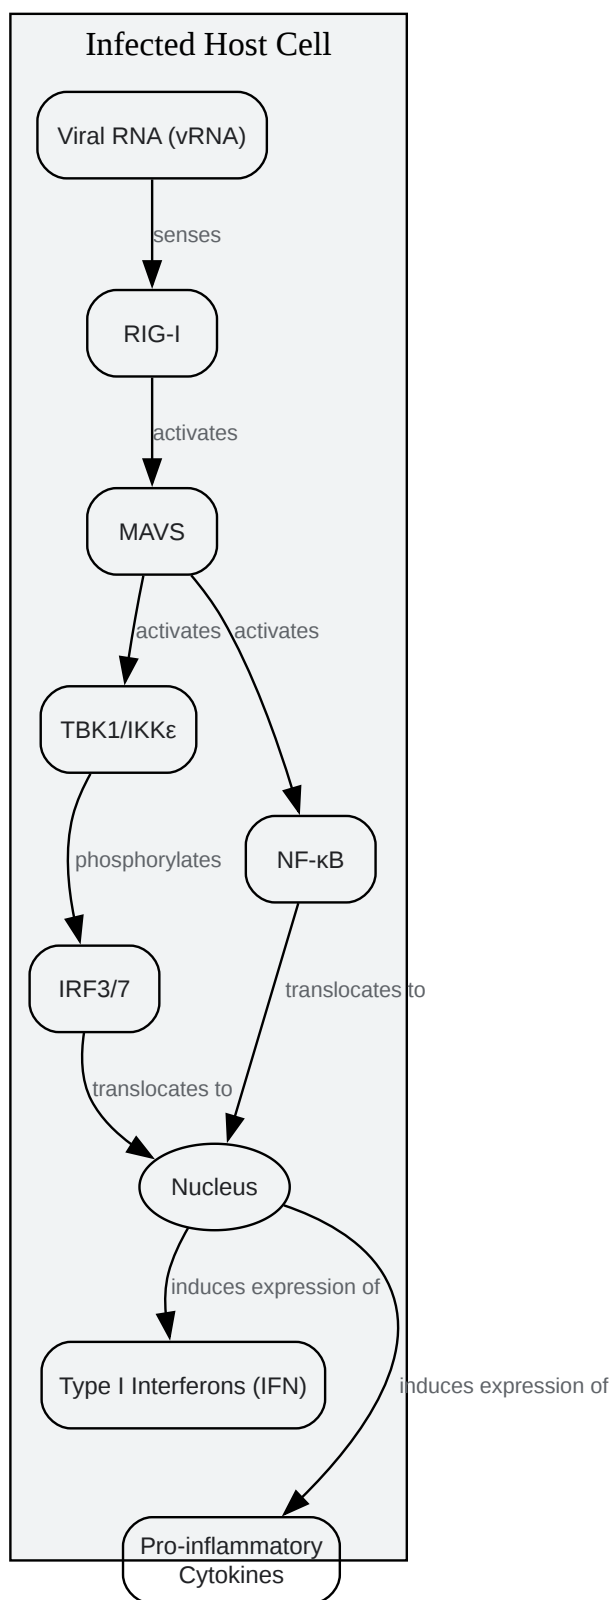 Infected Host Cell
Viral RNA (vRNA)
senses
RIG-I
activates
MAVS
activates
activates
TBK1/IKKε
phosphorylates
NF-κB
IRF3/7
translocates to
translocates to
Nucleus
induces expression of
Type I Interferons (IFN)
induces expression of
Pro-inflammatory
Cytokines